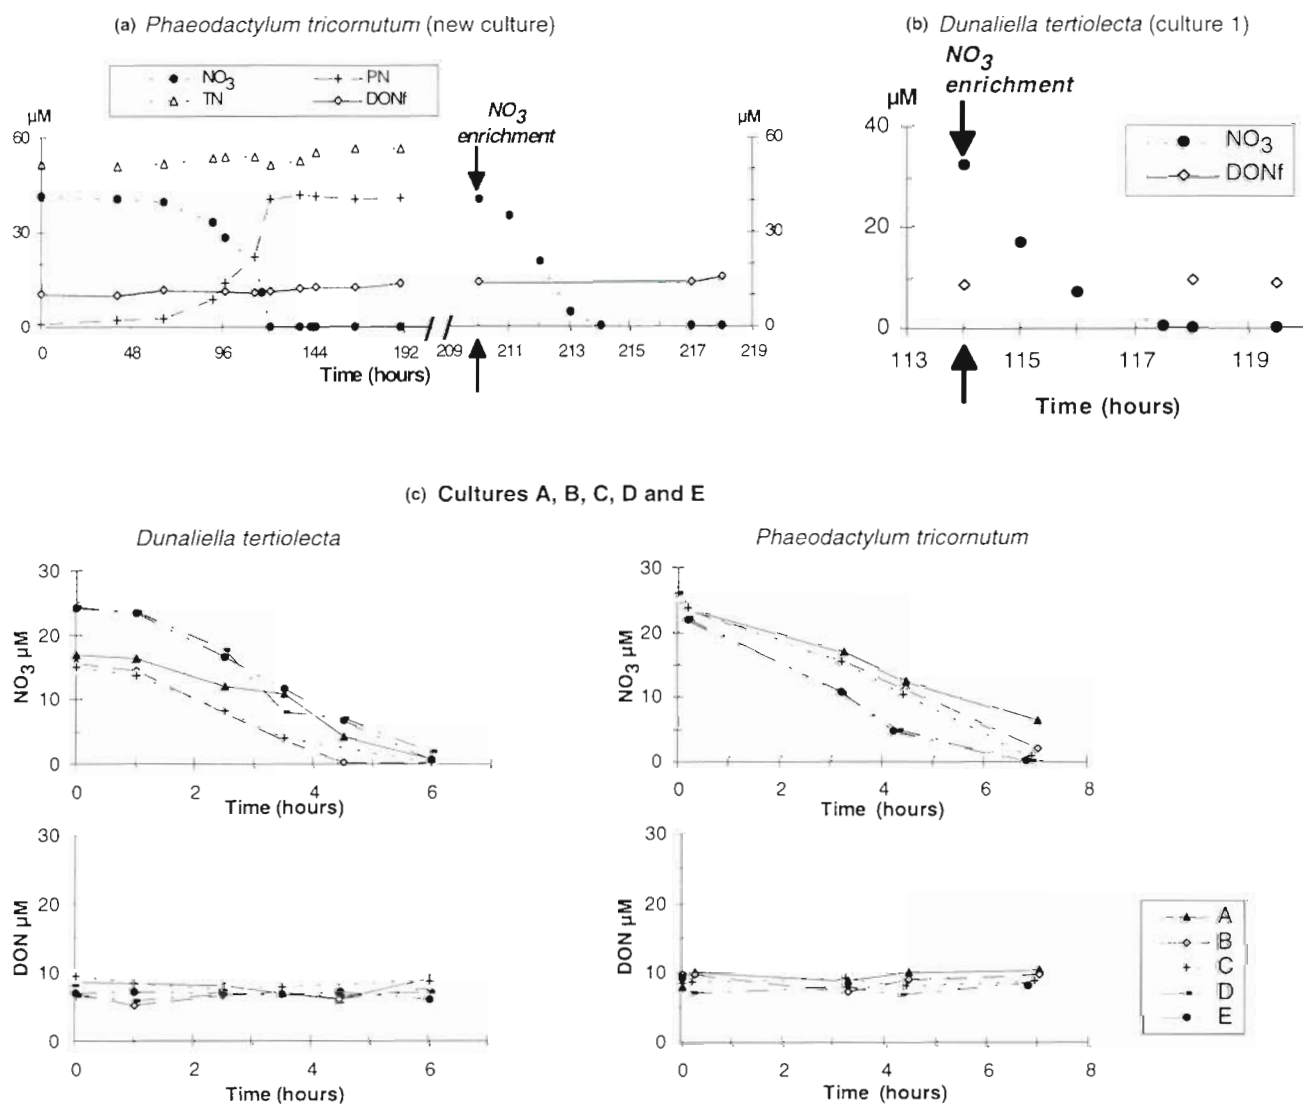 (a) Phaeodactylum tricornutum (new culture)
NO3 PN
TN DONf
µM
60
30
0
0 48 96 144 192 209 211 213 215 217 219
Time (hours)
NO3
enrichment
µM
60
30
0
(b) Dunaliella tertiolecta (culture 1)
NO3
enrichment
µM
40
20
0
113 115 117 119
Time (hours)
NO3
DONf
(c) Cultures A, B, C, D and E
Dunaliella tertiolecta
NO3 µM
30
20
10
0
0 2 4 6
Time (hours)
Phaeodactylum tricornutum
NO3 µM
30
20
10
0
0 2 4 6 8
Time (hours)
DON µM
30
20
10
0
0 2 4 6
Time (hours)
DON µM
30
20
10
0
0 2 4 6 8
Time (hours)
A
B
C
D
E